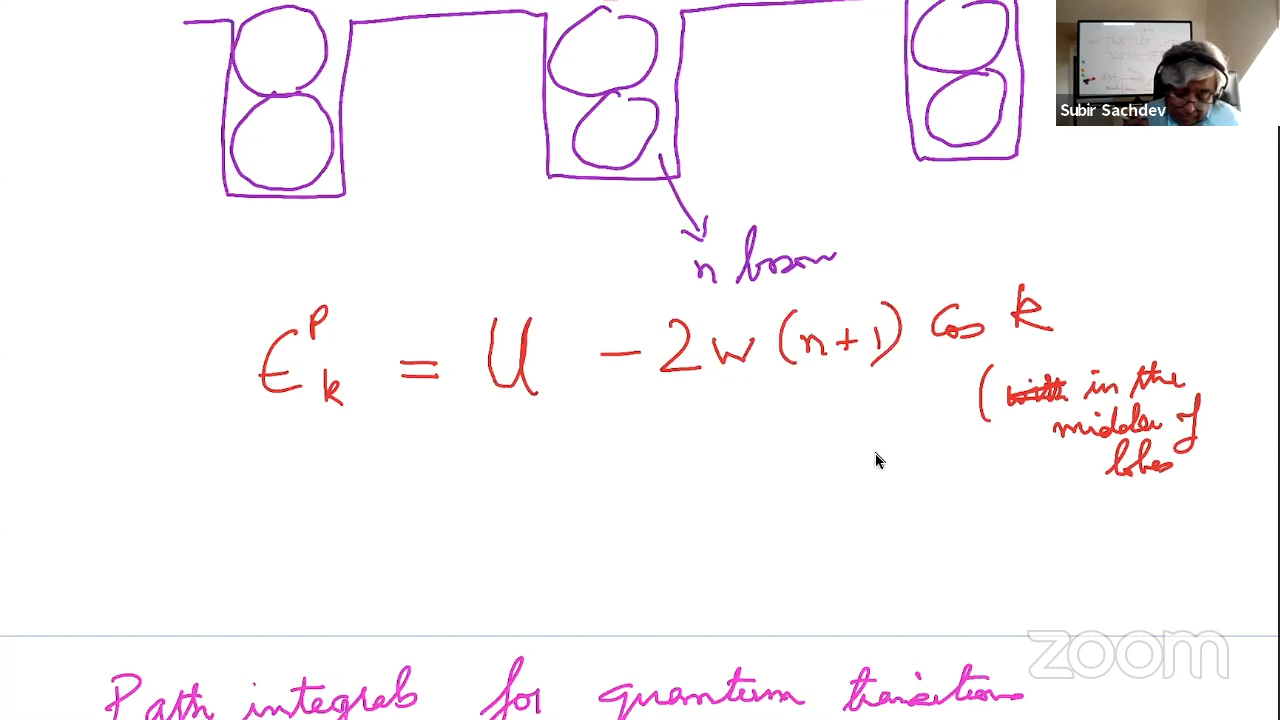 Subir Sachdev
n boson
ϵ^p_k = U - 2w (n+1) cos k
( in the
middle of
lobes
zoom
Path integrals for quantum transitions